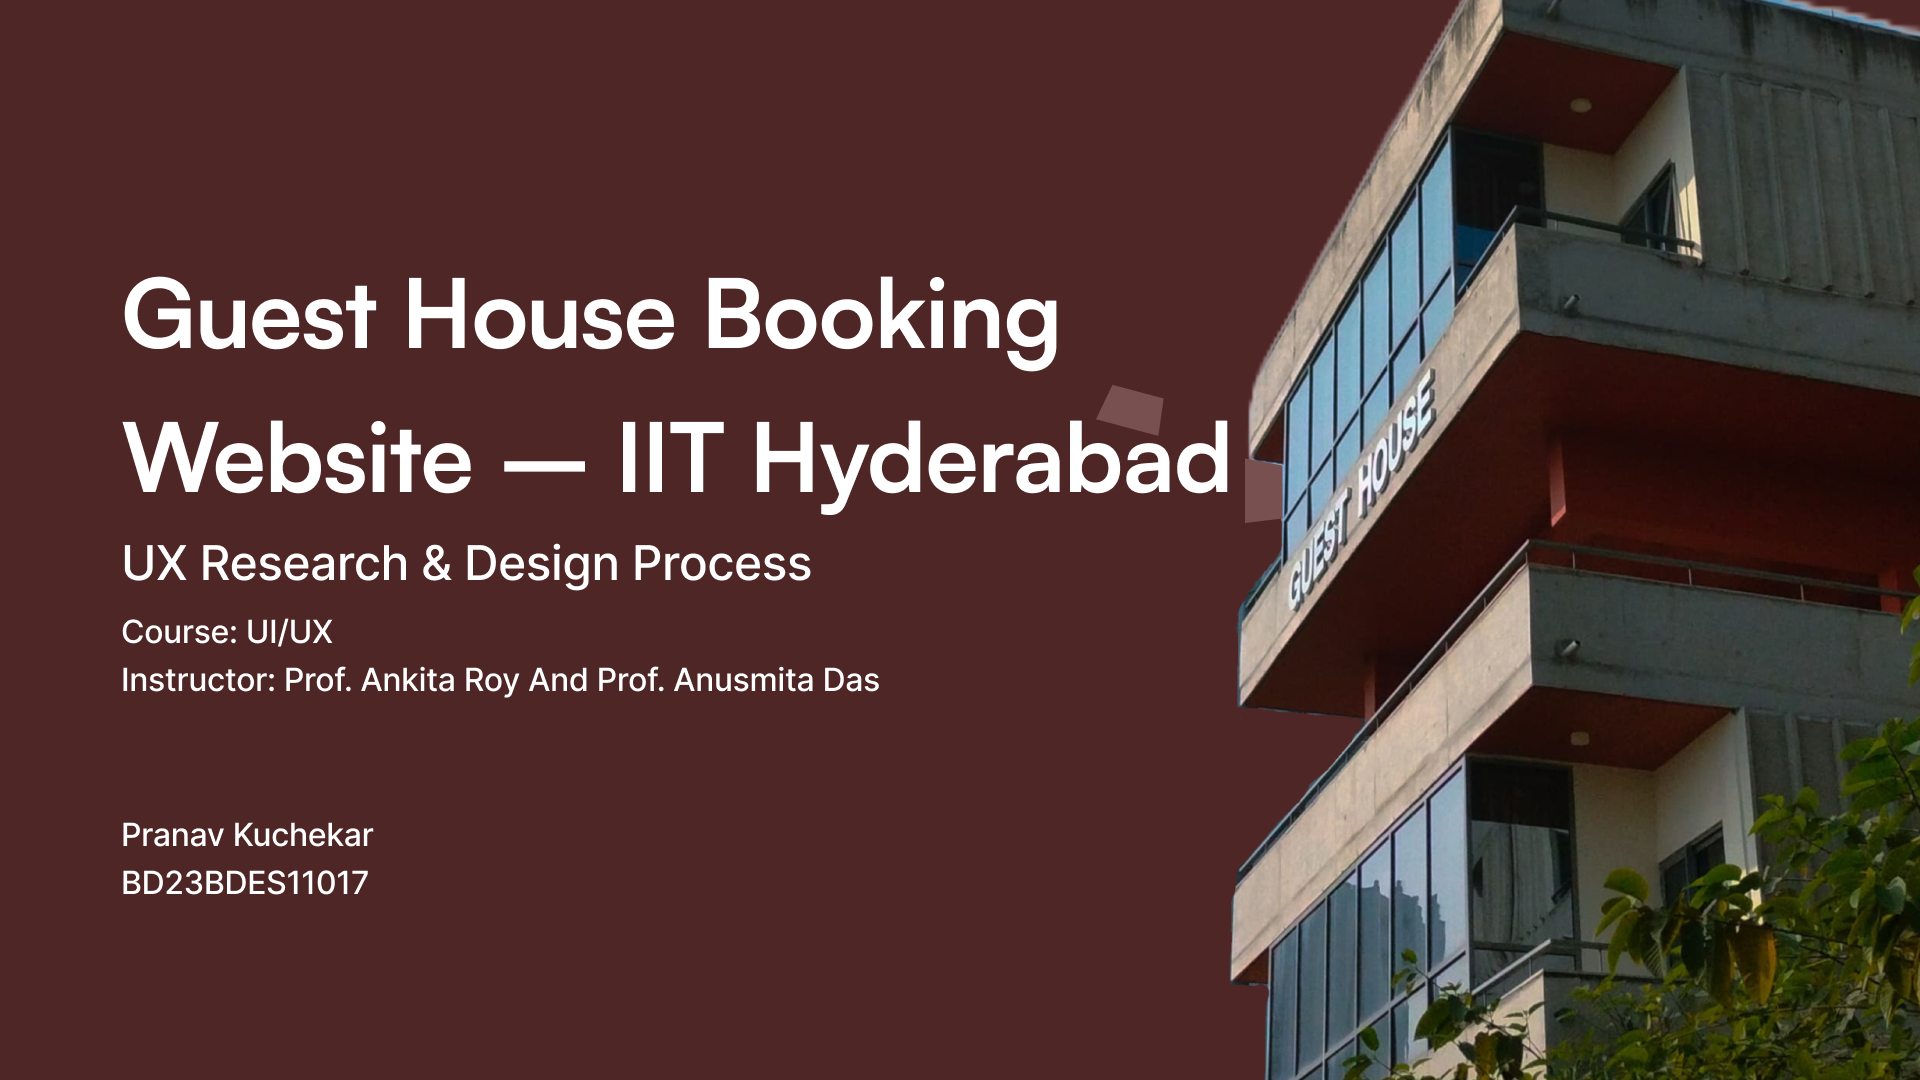 Guest House Booking
Website — IIT Hyderabad
UX Research & Design Process
Course: UI/UX
Instructor: Prof. Ankita Roy And Prof. Anusmita Das
Pranav Kuchekar
BD23BDES11017
GUEST HOUSE